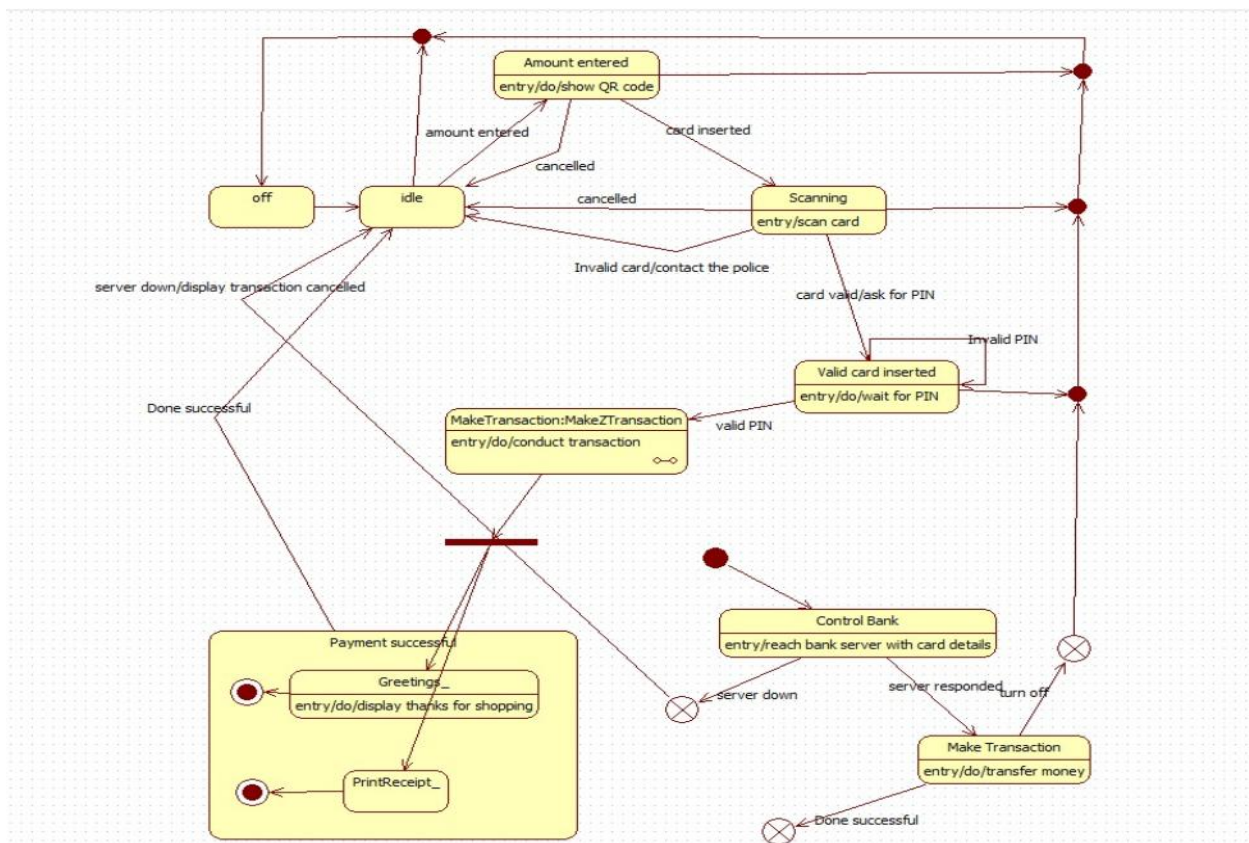 Amount entered
entry/do/show QR code
amount entered
card inserted
cancelled
off
idle
cancelled
Scanning
entry/scan card
Invalid card/contact the police
server down/display transaction cancelled
card valid/ask for PIN
Invalid PIN
Valid card inserted
entry/do/wait for PIN
Done successful
MakeTransaction:MakeZTransaction
entry/do/conduct transaction
valid PIN
Control Bank
entry/reach bank server with card details
Payment successful
Greetings_
entry/do/display thanks for shopping
server down
server responded
turn off
Make Transaction
entry/do/transfer money
PrintReceipt_
Done successful